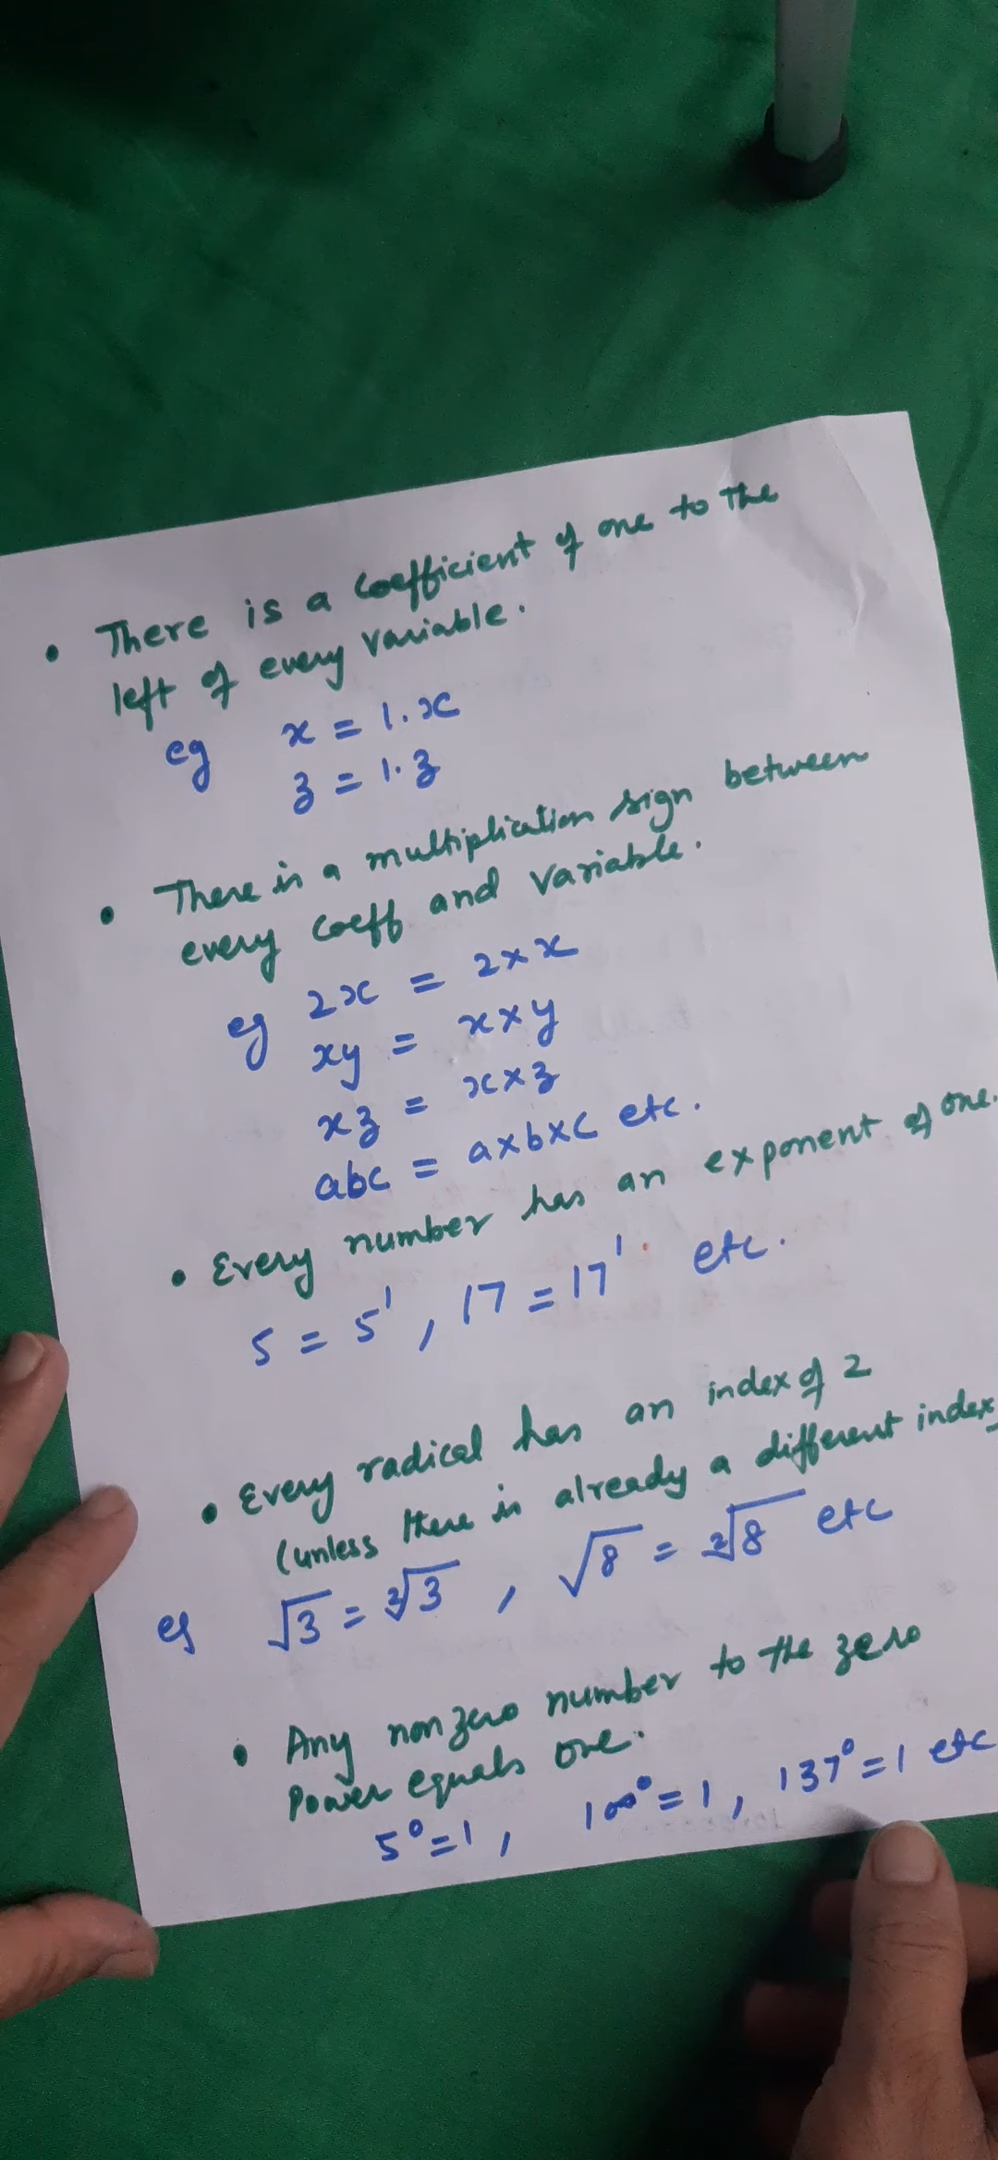 • There is a coefficient of one to the
left of every variable.
eg x = 1.x
z = 1.z
• There is a multiplication sign between
every coeff and variable.
eg 2x = 2×x
xy = x×y
xz = x×z
abc = a×b×c etc.
• Every number has an exponent of one.
5 = 5¹, 17 = 17¹ etc.
• Every radical has an index of 2
(unless there is already a different index)
eg √3 = ²√3 , √8 = ²√8 etc
• Any nonzero number to the zero
Power equals one.
5⁰=1, 100⁰=1, 137⁰=1 etc